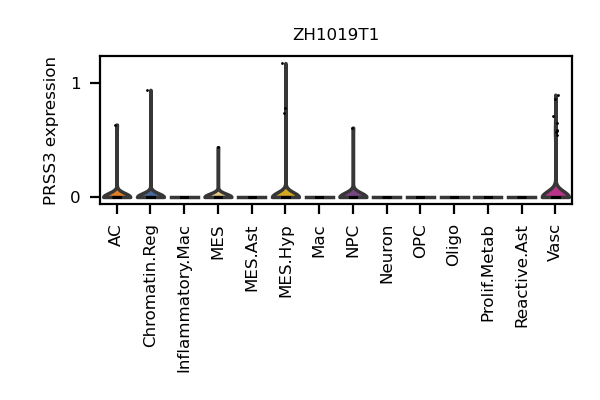 ZH1019T1
PRSS3 expression
1
0
AC
Chromatin.Reg
Inflammatory.Mac
MES
MES.Ast
MES.Hyp
Mac
NPC
Neuron
OPC
Oligo
Prolif.Metab
Reactive.Ast
Vasc